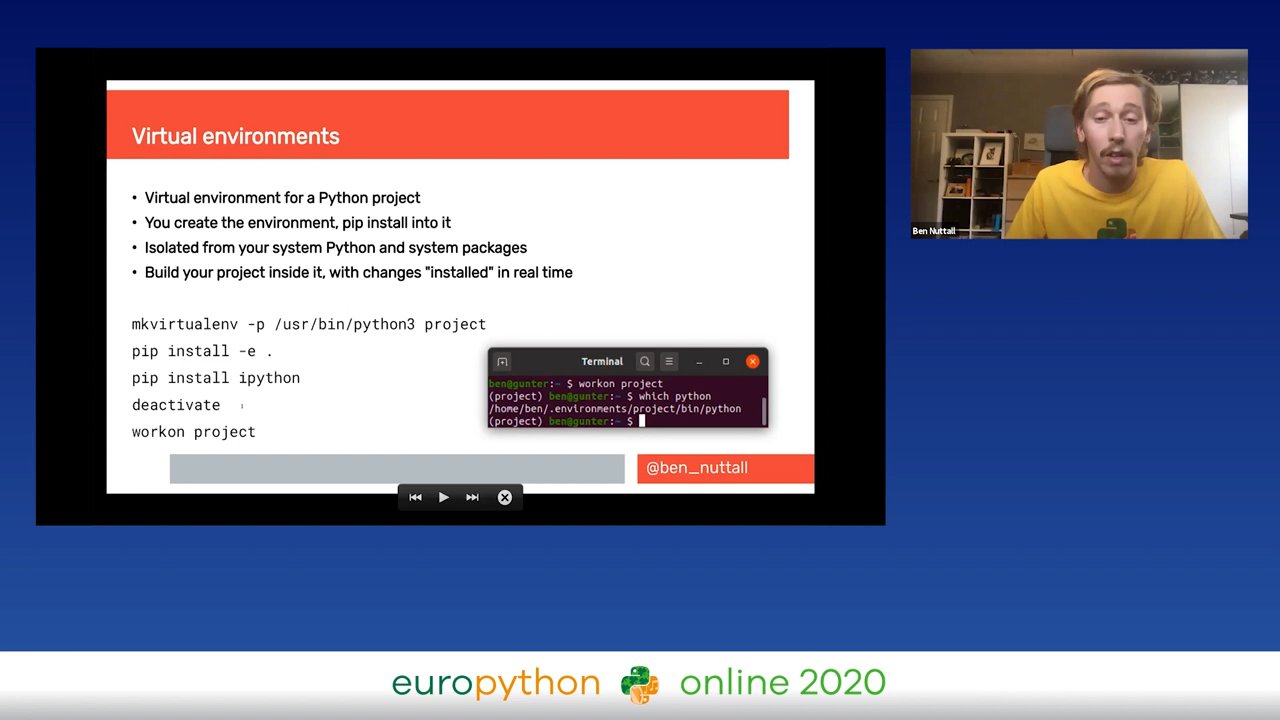 Virtual environments
• Virtual environment for a Python project
• You create the environment, pip install into it
• Isolated from your system Python and system packages
• Build your project inside it, with changes "installed" in real time
mkvirtualenv -p /usr/bin/python3 project
pip install -e .
pip install ipython
deactivate
workon project
Terminal
ben@gunter:~ $ workon project
(project) ben@gunter:~ $ which python
/home/ben/.environments/project/bin/python
(project) ben@gunter:~ $
@ben_nuttall
Ben Nuttall
europython online 2020